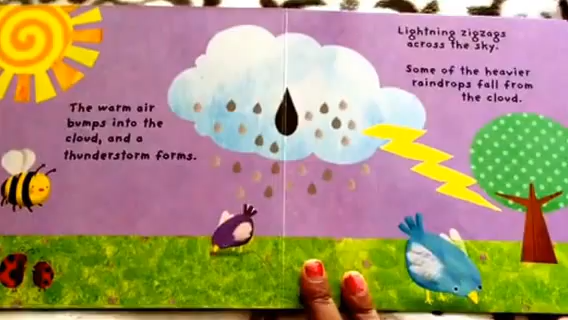 The warm air
bumps into the
cloud, and a
thunderstorm forms.
Lightning zigzags
across the sky.
Some of the heavier
raindrops fall from
the cloud.